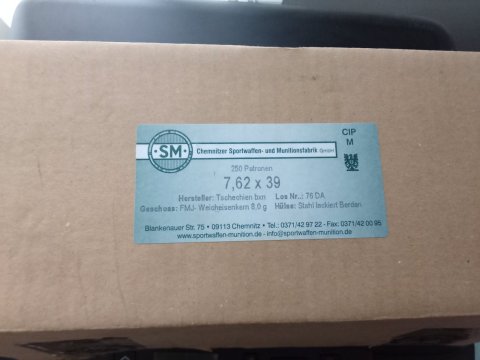 SM
Chemnitzer Sportwaffen- und Munitionsfabrik GmbH
CIP
M
250 Patronen
7,62 x 39
Hersteller: Tschechien bxn Los Nr.: 76 DA
Geschoss: FMJ- Weicheisenkern 8,0 g Hülse: Stahl lackiert Berdan
Blankenauer Str. 75 • 09113 Chemnitz • Tel.: 0371/42 97 22 - Fax: 0371/42 00 95
www.sportwaffen-munition.de - info@sportwaffen-munition.de